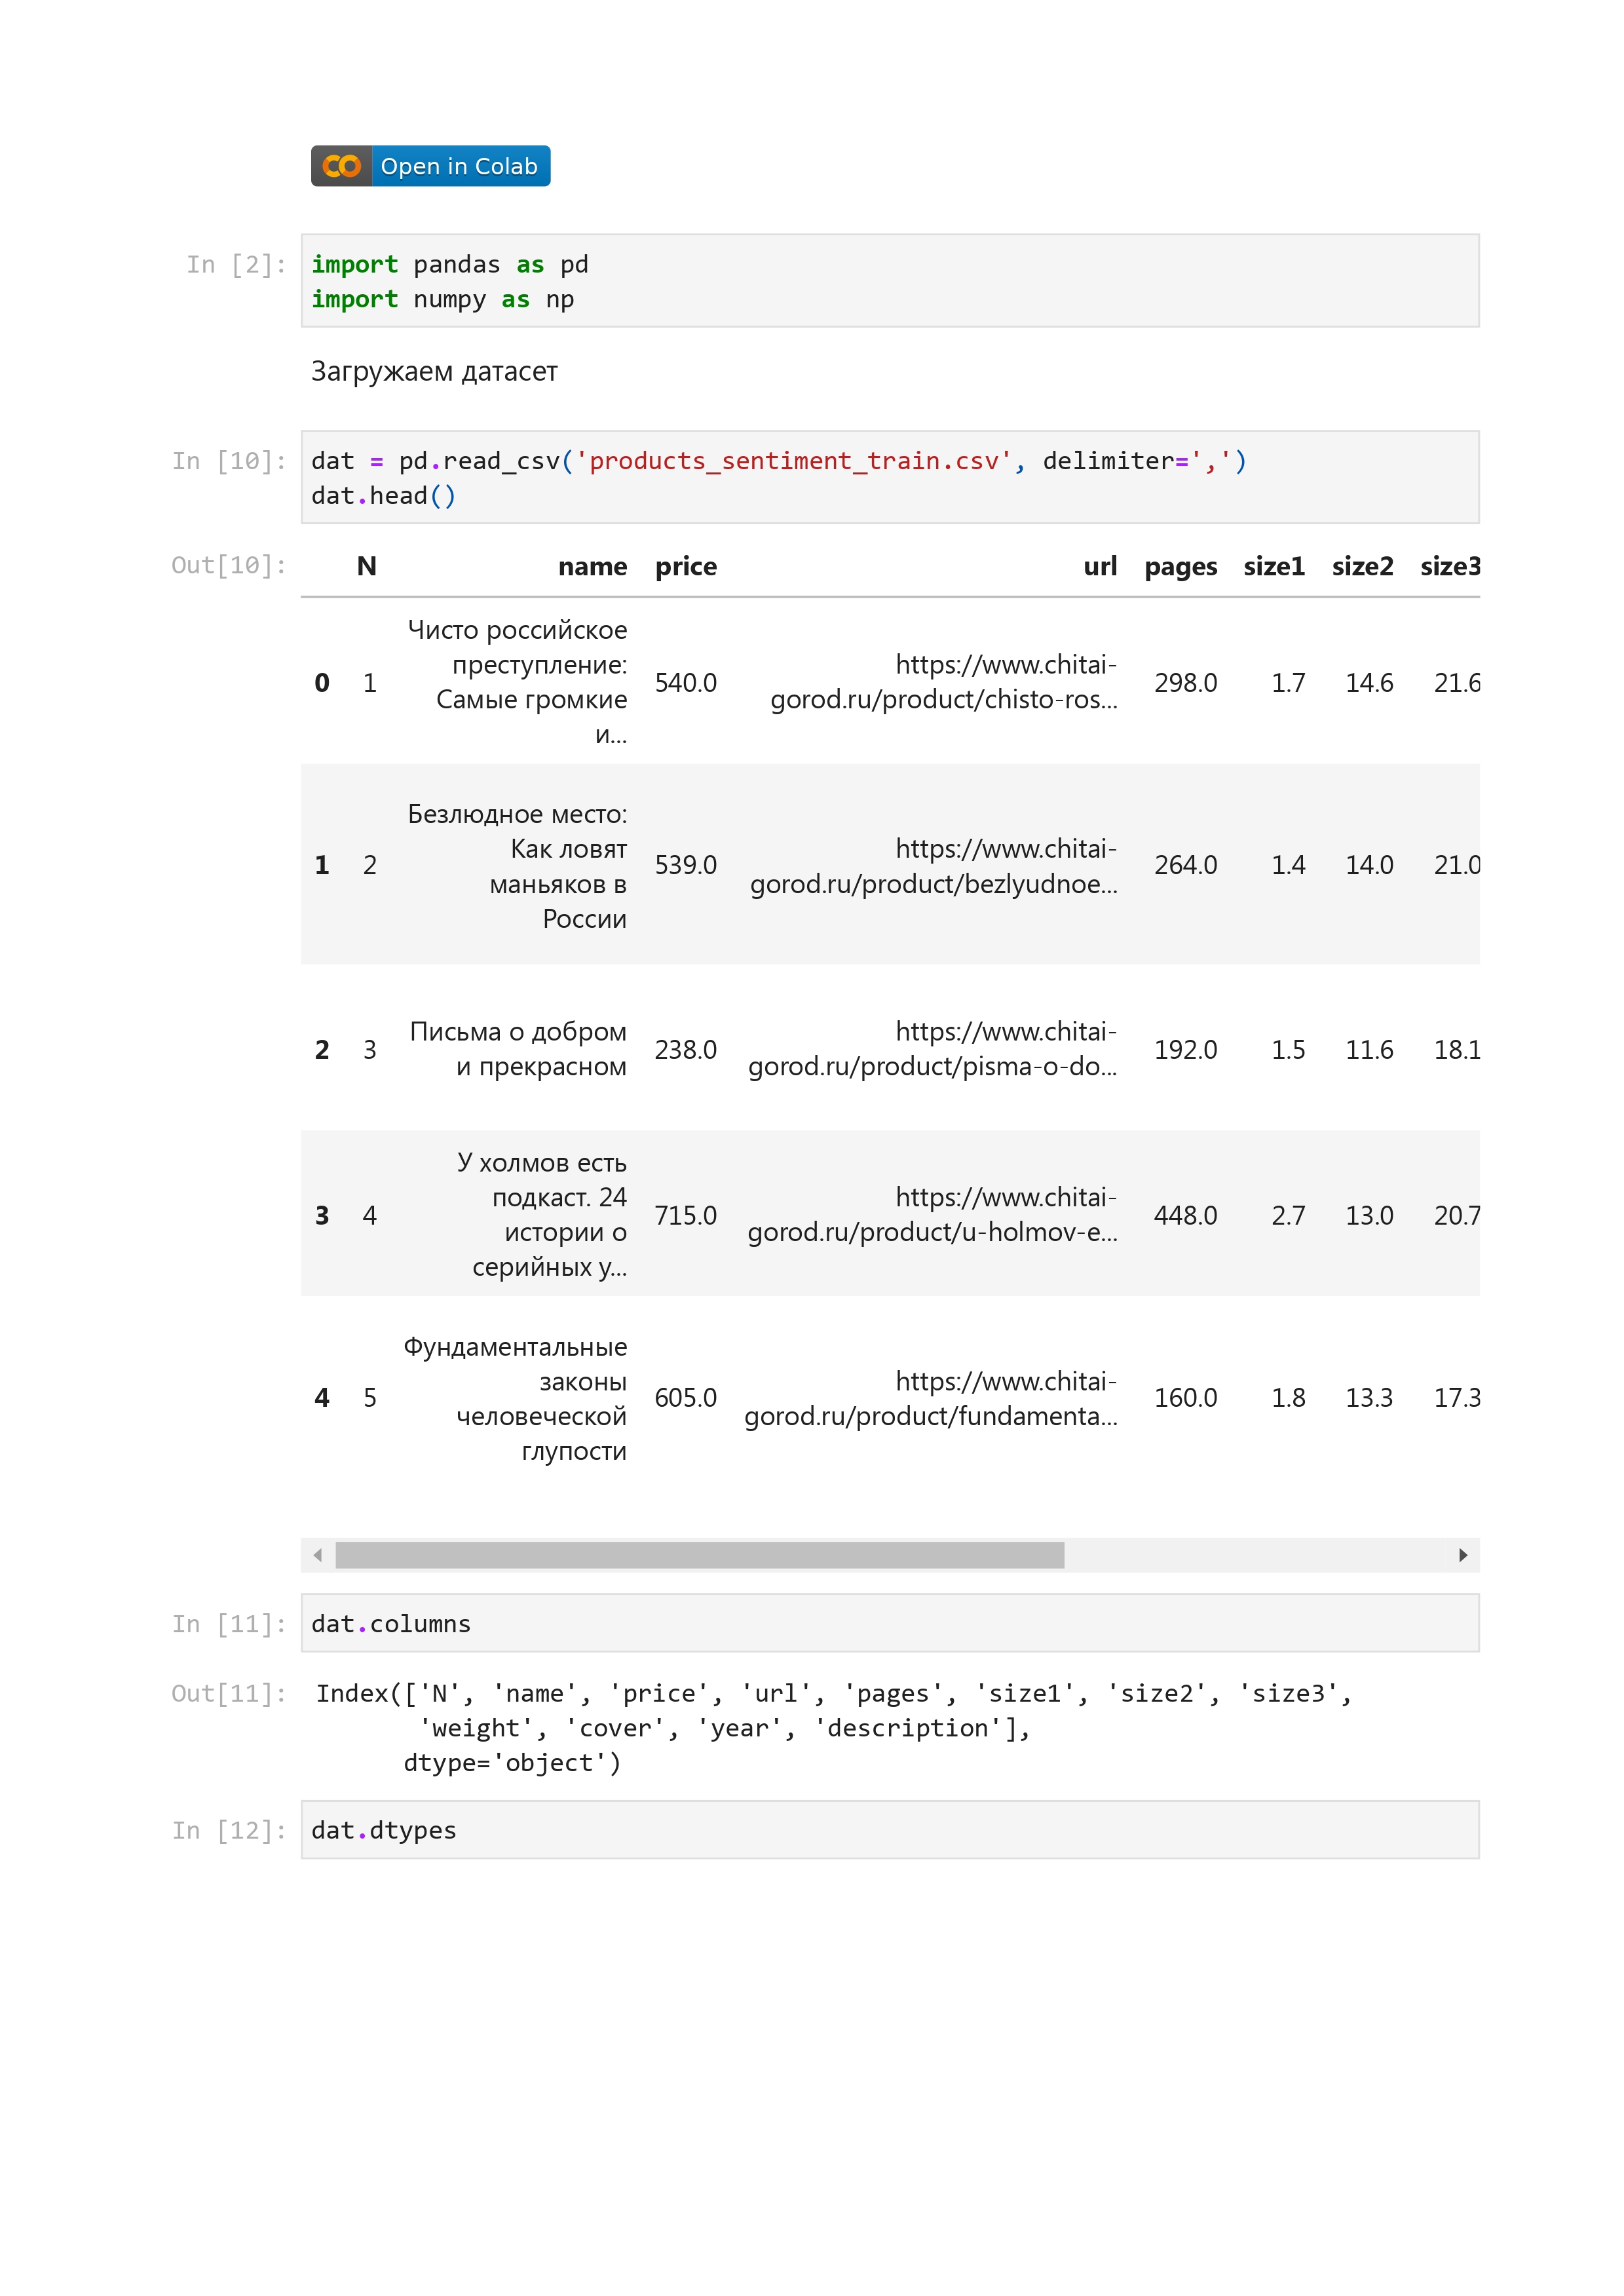 Open in Colab
In [2]:
import pandas as pd
import numpy as np
Загружаем датасет
In [10]:
dat = pd.read_csv('products_sentiment_train.csv', delimiter=',')
dat.head()
Out[10]:
N name price url pages size1 size2 size3
0 1 Чисто российское преступление: Самые громкие и... 540.0 https://www.chitai-gorod.ru/product/chisto-ros... 298.0 1.7 14.6 21.6
1 2 Безлюдное место: Как ловят маньяков в России 539.0 https://www.chitai-gorod.ru/product/bezlyudnoe... 264.0 1.4 14.0 21.0
2 3 Письма о добром и прекрасном 238.0 https://www.chitai-gorod.ru/product/pisma-o-do... 192.0 1.5 11.6 18.1
3 4 У холмов есть подкаст. 24 истории о серийных у... 715.0 https://www.chitai-gorod.ru/product/u-holmov-e... 448.0 2.7 13.0 20.7
4 5 Фундаментальные законы человеческой глупости 605.0 https://www.chitai-gorod.ru/product/fundamenta... 160.0 1.8 13.3 17.3
In [11]:
dat.columns
Out[11]:
Index(['N', 'name', 'price', 'url', 'pages', 'size1', 'size2', 'size3',
'weight', 'cover', 'year', 'description'],
dtype='object')
In [12]:
dat.dtypes